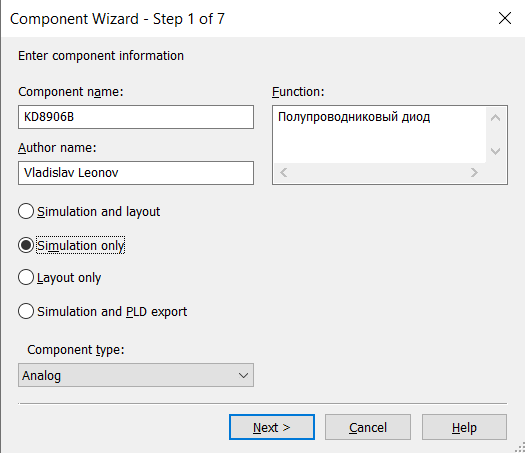 Component Wizard - Step 1 of 7
Enter component information
Component name:
KD8906B
Function:
Полупроводниковый диод
Author name:
Vladislav Leonov
Simulation and layout
Simulation only
Layout only
Simulation and PLD export
Component type:
Analog
Next >
Cancel
Help